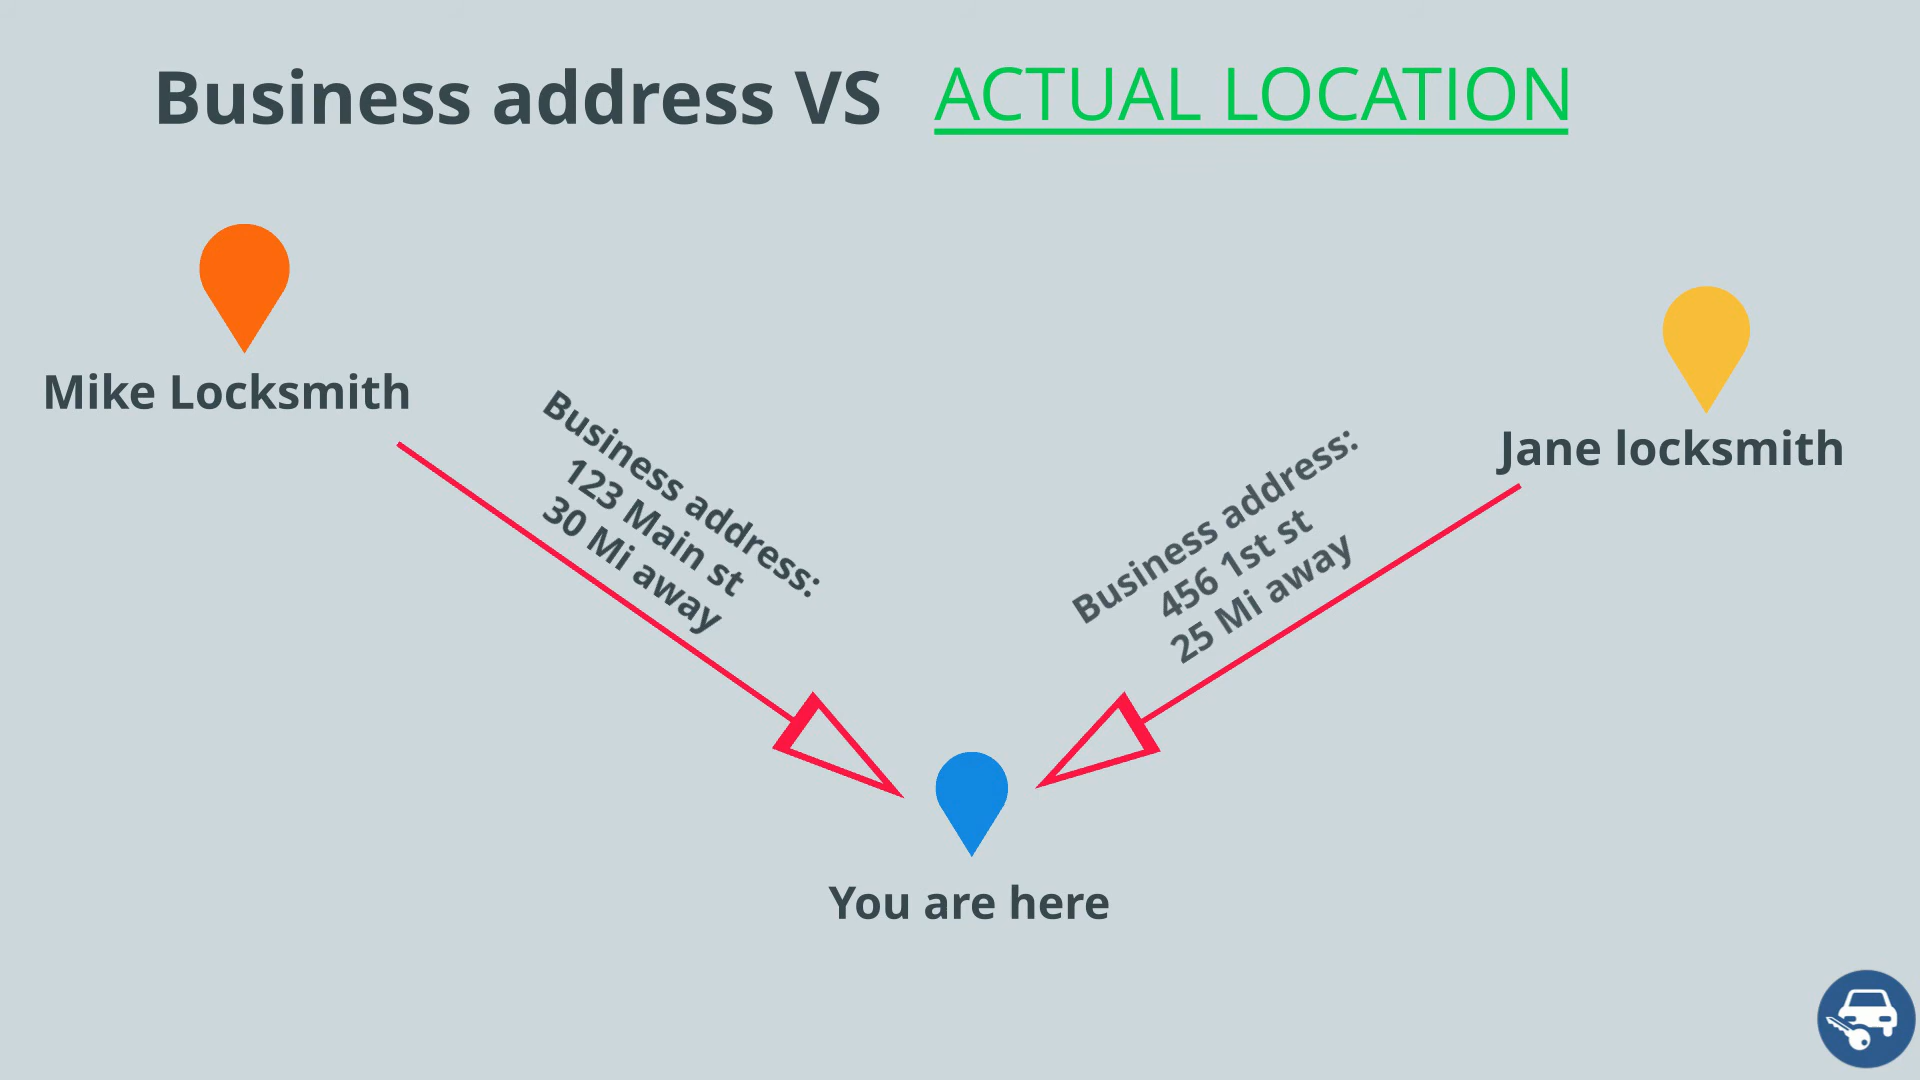 Business address VS ACTUAL LOCATION
Mike Locksmith
Business address:
123 Main st
30 Mi away
Jane locksmith
Business address:
456 1st st
25 Mi away
You are here